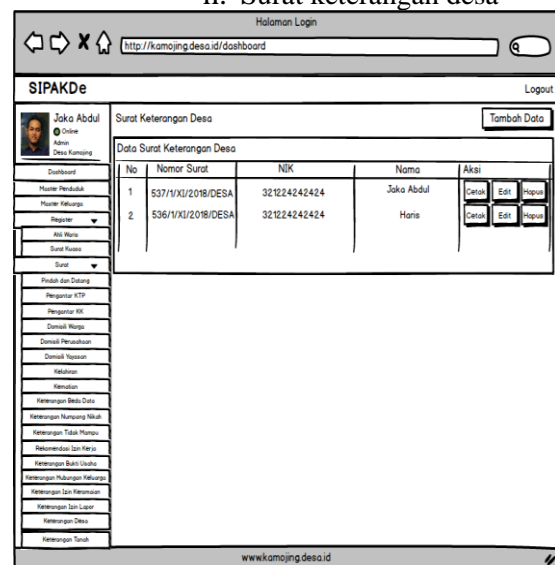 II. Surat keterangan desa
Halaman Login
http://kamojing.desa.id/dashboard
SIPAKDe
Logout
Jaka Abdul
Online
Admin
Desa Kamojing
Surat Keterangan Desa
Tambah Data
Data Surat Keterangan Desa
No Nomor Surat NIK Nama Aksi
1 537/1/XI/2018/DESA 321224242424 Jaka Abdul Cetak Edit Hapus
2 536/1/XI/2018/DESA 321224242424 Haris Cetak Edit Hapus
Dashboard
Master Penduduk
Master Keluarga
Register
Ahli Waris
Surat Kuasa
Surat
Pindah dan Datang
Pengantar KTP
Pengantar KK
Domisili Warga
Domisili Perusahaan
Domisili Yayasan
Kelahiran
Kematian
Keterangan Beda Data
Keterangan Numpang Nikah
Keterangan Tidak Mampu
Rekomendasi Izin Kerja
Keterangan Bukti Usaha
Keterangan Hubungan Keluarga
Keterangan Izin Keramaian
Keterangan Izin Lapor
Keterangan Desa
Keterangan Tanah
www.kamojing.desa.id